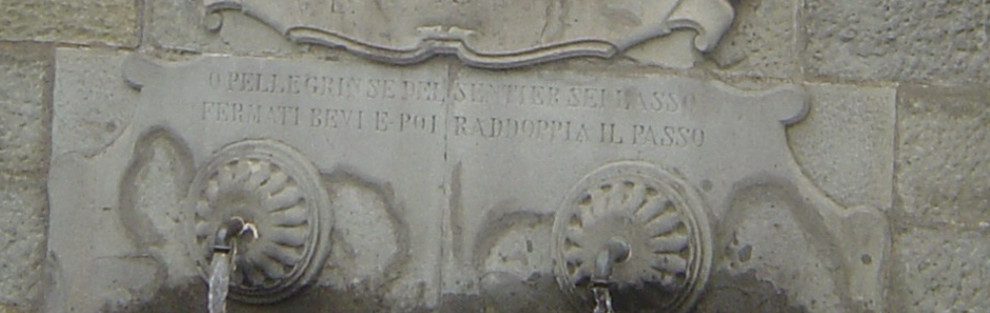 O PELLEGRIN SE DEL SENTIER SEI LASSO
FERMATI BEVI E POI RADDOPPIA IL PASSO